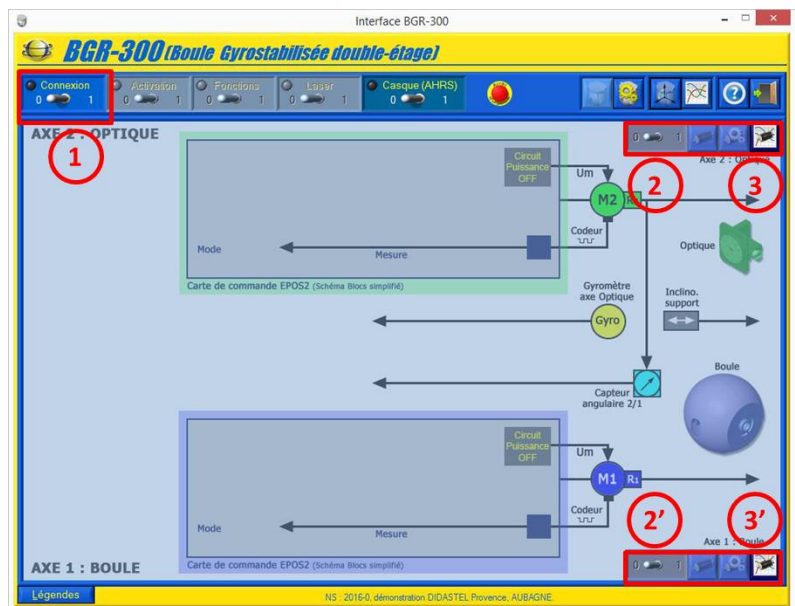 Interface BGR-300
BGR-300 (Boule Gyrostabilisée double-étage)
Connexion
0 1
Activation
0 1
Fonctions
0 1
Laser
0 1
Casque (AHRS)
0 1
AXE 2 : OPTIQUE
1
0 1
Axe 2 : Optique
2
3
Circuit
Puissance
OFF
Um
M2
Codeur
Mode
Mesure
Optique
Carte de commande EPOS2 (Schéma Blocs simplifié)
Gyromètre
axe Optique
Gyro
Inclino.
support
Boule
Capteur
angulaire 2/1
Circuit
Puissance
OFF
Um
M1
R1
Codeur
Mode
Mesure
2'
3'
Axe 1 : Boule
0 1
AXE 1 : BOULE
Carte de commande EPOS2 (Schéma Blocs simplifié)
Légendes
NS : 2016-0, démonstration DIDASTEL Provence, AUBAGNE.